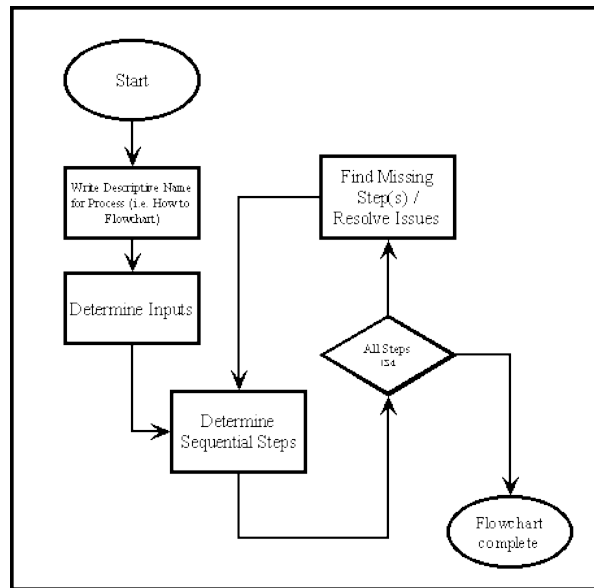 Start
Write Descriptive Name
for Process (i.e. How to
Flowchart)
Determine Inputs
Determine
Sequential Steps
Find Missing
Step(s) /
Resolve Issues
All Steps
Flowchart
complete